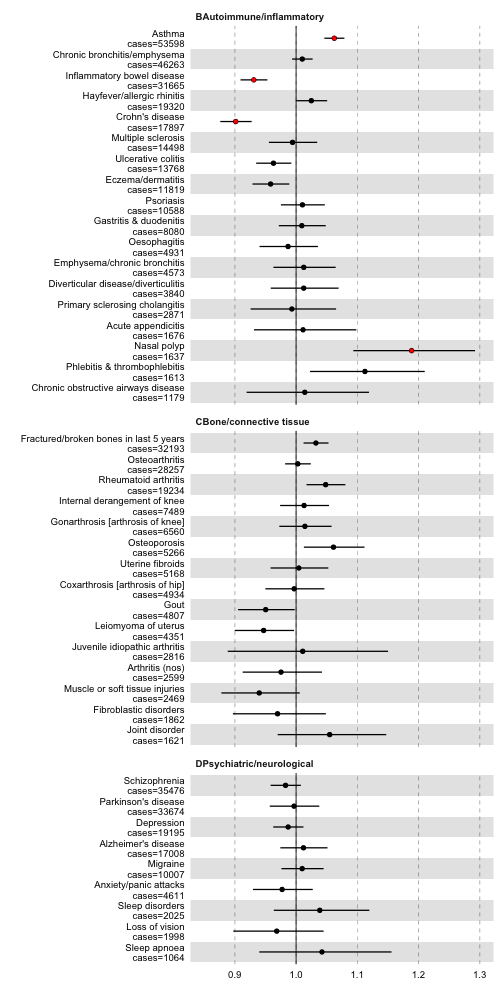 BAutoimmune/inflammatory
Asthma
cases=53598
Chronic bronchitis/emphysema
cases=46263
Inflammatory bowel disease
cases=31665
Hayfever/allergic rhinitis
cases=19320
Crohn's disease
cases=17897
Multiple sclerosis
cases=14498
Ulcerative colitis
cases=13768
Eczema/dermatitis
cases=11819
Psoriasis
cases=10588
Gastritis & duodenitis
cases=8080
Oesophagitis
cases=4931
Emphysema/chronic bronchitis
cases=4573
Diverticular disease/diverticulitis
cases=3840
Primary sclerosing cholangitis
cases=2871
Acute appendicitis
cases=1676
Nasal polyp
cases=1637
Phlebitis & thrombophlebitis
cases=1613
Chronic obstructive airways disease
cases=1179
CBone/connective tissue
Fractured/broken bones in last 5 years
cases=32193
Osteoarthritis
cases=28257
Rheumatoid arthritis
cases=19234
Internal derangement of knee
cases=7489
Gonarthrosis [arthrosis of knee]
cases=6560
Osteoporosis
cases=5266
Uterine fibroids
cases=5168
Coxarthrosis [arthrosis of hip]
cases=4934
Gout
cases=4807
Leiomyoma of uterus
cases=4351
Juvenile idiopathic arthritis
cases=2816
Arthritis (nos)
cases=2599
Muscle or soft tissue injuries
cases=2469
Fibroblastic disorders
cases=1862
Joint disorder
cases=1621
DPsychiatric/neurological
Schizophrenia
cases=35476
Parkinson's disease
cases=33674
Depression
cases=19195
Alzheimer's disease
cases=17008
Migraine
cases=10007
Anxiety/panic attacks
cases=4611
Sleep disorders
cases=2025
Loss of vision
cases=1998
Sleep apnoea
cases=1064
0.9 1.0 1.1 1.2 1.3